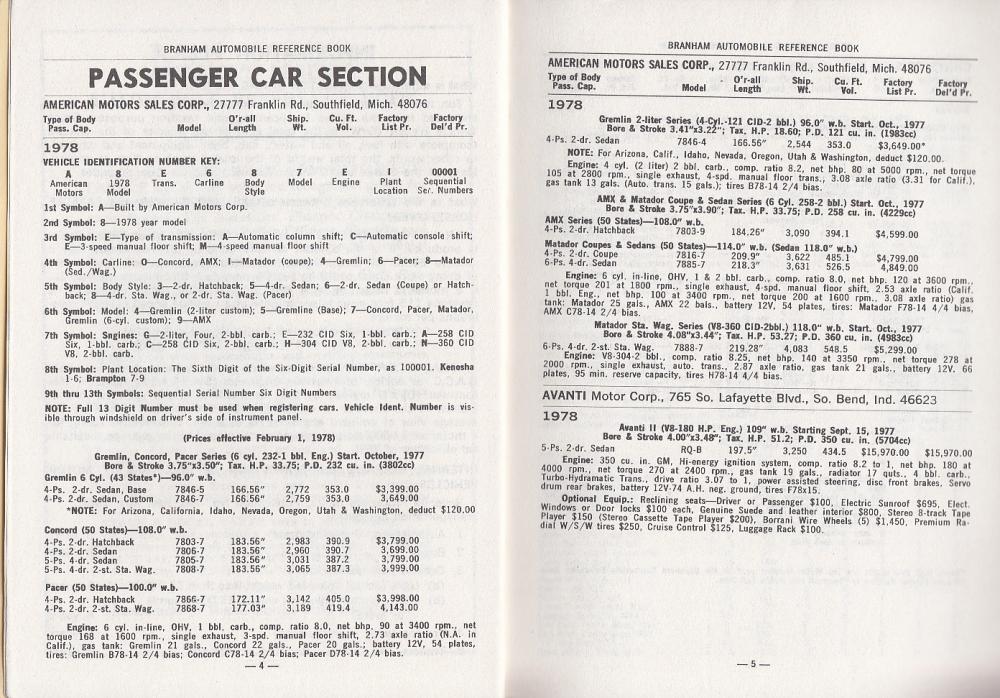 BRANHAM AUTOMOBILE REFERENCE BOOK
PASSENGER CAR SECTION
AMERICAN MOTORS SALES CORP., 27777 Franklin Rd., Southfield, Mich. 48076
Type of Body O'r-all Ship. Cu. Ft. Factory Factory
Pass. Cap. Model Length Wt. Vol. List Pr. Del'd Pr.
1978
VEHICLE IDENTIFICATION NUMBER KEY:
A 8 E 6 8 7 E I 00001
American 1978 Trans. Carline Body Model Engine Plant Sequential
Motors Model Style Location Ser. Numbers
1st Symbol: A—Built by American Motors Corp.
2nd Symbol: 8—1978 year model
3rd Symbol: E—Type of transmission: A—Automatic column shift; C—Automatic console shift;
E—3-speed manual floor shift; M—4-speed manual floor shift
4th Symbol: Carline: O—Concord, AMX; I—Matador (coupe); 4—Gremlin; 6—Pacer; 8—Matador
(Sed./Wag.)
5th Symbol: Body Style: 3—2-dr. Hatchback; 5—4-dr. Sedan; 6—2-dr. Sedan (Coupe) or Hatch-
back; 8—4-dr. Sta. Wag., or 2-dr. Sta. Wag. (Pacer)
6th Symbol: Model: 4—Gremlin (2-liter custom); 5—Gremline (Base); 7—Concord, Pacer, Matador,
Gremlin (6-cyl. custom); 9—AMX
7th Symbol: Sngines: G—2-liter, Four, 2-bbl. carb.; E—232 CID Six, 1-bbl. carb.; A—258 CID
Six, 1-bbl. carb.; C—258 CID Six, 2-bbl. carb.; H—304 CID V8, 2-bbl. carb.; N—360 CID
V8, 2-bbl. carb.
8th Symbol: Plant Location: The Sixth Digit of the Six-Digit Serial Number, as 100001. Kenosha
1-6; Brampton 7-9
9th thru 13th Symbols: Sequential Serial Number Six Digit Numbers
NOTE: Full 13 Digit Number must be used when registering cars. Vehicle Ident. Number is vis-
ible through windshield on driver's side of instrument panel.
(Prices effective February 1, 1978)
Gremlin, Concord, Pacer Series (6 cyl. 232-1 bbl. Eng.) Start. October, 1977
Bore & Stroke 3.75"x3.50"; Tax. H.P. 33.75; P.D. 232 cu. in. (3802cc)
Gremlin 6 Cyl. (43 States*)—96.0" w.b.
4-Ps. 2-dr. Sedan, Base 7846-5 166.56" 2,772 353.0 $3,399.00
4-Ps. 2-dr. Sedan, Custom 7846-7 166.56" 2,759 353.0 3,649.00
*NOTE: For Arizona, California, Idaho, Nevada, Oregon, Utah & Washington, deduct $120.00
Concord (50 States)—108.0" w.b.
4-Ps. 2-dr. Hatchback 7803-7 183.56" 2,983 390.9 $3,799.00
4-Ps. 2-dr. Sedan 7806-7 183.56" 2,960 390.7 3,699.00
5-Ps. 4-dr. Sedan 7805-7 183.56" 3,031 387.2 3,799.00
5-Ps. 4-dr. 2-st. Sta. Wag. 7808-7 183.56" 3,065 387.3 3,999.00
Pacer (50 States)—100.0" w.b.
4-Ps. 2-dr. Hatchback 7866-7 172.11" 3,142 405.0 $3,998.00
4-Ps. 2-dr. 2-st. Sta. Wag. 7868-7 177.03" 3,189 419.4 4,143.00
Engine: 6 cyl. in-line, OHV, 1 bbl. carb., comp. ratio 8.0, net bhp. 90 at 3400 rpm., net
torque 168 at 1600 rpm., single exhaust, 3-spd. manual floor shift, 2.73 axle ratio (N.A. in
Calif.), gas tank: Gremlin 21 gals., Concord 22 gals., Pacer 20 gals.; battery 12V, 54 plates,
tires: Gremlin B78-14 2/4 bias; Concord C78-14 2/4 bias; Pacer D78-14 2/4 bias.
—4—
BRANHAM AUTOMOBILE REFERENCE BOOK
AMERICAN MOTORS SALES CORP., 27777 Franklin Rd., Southfield, Mich. 48076
Type of Body O'r-all Ship. Cu. Ft. Factory Factory
Pass. Cap. Model Length Wt. Vol. List Pr. Del'd Pr.
1978
Gremlin 2-liter Series (4-Cyl.-121 CID-2 bbl.) 96.0" w.b. Start. Oct., 1977
Bore & Stroke 3.41"x3.22"; Tax. H.P. 18.60; P.D. 121 cu. in. (1983cc)
4-Ps. 2-dr. Sedan 7846-4 166.56" 2,544 353.0 $3,649.00*
NOTE: For Arizona, Calif., Idaho, Nevada, Oregon, Utah & Washington, deduct $120.00.
Engine: 4 cyl. (2 liter) 2 bbl. carb., comp. ratio 8.2, net bhp. 80 at 5000 rpm., net torque
105 at 2800 rpm., single exhaust, 4-spd. manual floor trans., 3.08 axle ratio (3.31 for Calif.),
gas tank 13 gals. (Auto. trans. 15 gals.); tires B78-14 2/4 bias.
AMX & Matador Coupe & Sedan Series (6 Cyl. 258-2 bbl.) Start. Oct., 1977
Bore & Stroke 3.75"x3.90"; Tax. H.P. 33.75; P.D. 258 cu. in. (4229cc)
AMX Series (50 States)—108.0" w.b.
4-Ps. 2-dr. Hatchback 7803-9 184.26" 3,090 394.1 $4,599.00
Matador Coupes & Sedans (50 States)—114.0" w.b. (Sedan 118.0" w.b.)
4-Ps. 2-dr. Coupe 7816-7 209.9" 3,622 485.1 $4,799.00
6-Ps. 4-dr. Sedan 7885-7 218.3" 3,631 526.5 4,849.00
Engine: 6 cyl. in-line, OHV, 1 & 2 bbl. carb., comp. ratio 8.0, net bhp. 120 at 3600 rpm.,
net torque 201 at 1800 rpm., single exhaust, 4-spd. manual floor shift, 2.53 axle ratio (Calif.
1 bbl. Eng., net bhp. 100 at 3400 rpm., net torque 200 at 1600 rpm., 3.08 axle ratio) gas
tank: Matador 25 gals., AMX 22 bals., battery 12V, 54 plates, tires: Matador F78-14 4/4 bias,
AMX C78-14 2/4 bias.
Matador Sta. Wag. Series (V8-360 CID-2bbl.) 118.0" w.b. Start. Oct., 1977
Bore & Stroke 4.08"x3.44"; Tax. H.P. 53.27; P.D. 360 cu. in. (4983cc)
6-Ps. 4-dr. 2-st. Sta. Wag. 7888-7 219.28" 4,083 548.5 $5,299.00
Engine: V8-304-2 bbl., comp. ratio 8.25, net bhp. 140 at 3350 rpm., net torque 278 at
2000 rpm., single exhaust, auto. trans., 2.87 axle ratio, gas tank 21 gals., battery 12V. 66
plates, 95 min. reserve capacity, tires H78-14 4/4 bias.
AVANTI Motor Corp., 765 So. Lafayette Blvd., So. Bend, Ind. 46623
1978
Avanti II (V8-180 H.P. Eng.) 109" w.b. Starting Sept. 15, 1977
Bore & Stroke 4.00"x3.48"; Tax. H.P. 51.2; P.D. 350 cu. in. (5704cc)
5-Ps. 2-dr. Sedan RQ-B 197.5" 3,250 434.5 $15,970.00 $15,970.00
Engine: 350 cu. in. GM, Hi-energy ignition system, comp. ratio 8.2 to 1, net bhp. 180 at
4000 rpm., net torque 270 at 2400 rpm., gas tank 19 gals., radiator 17 quts., 4 bbl. carb.,
Turbo-Hydramatic Trans., drive ratio 3.07 to 1, power assisted steering, disc front brakes, Servo
drum rear brakes, battery 12V-74 A.H. neg. ground, tires F78x15.
Optional Equip.: Reclining seats—Driver or Passenger $100, Electric Sunroof $695, Elect.
Windows or Door locks $100 each, Genuine Suede and leather interior $800, Stereo 8-track Tape
Player $150 (Stereo Cassette Tape Player $200), Borrani Wire Wheels (5) $1,450, Premium Ra-
dial W/S/W tires $250, Cruise Control $125, Luggage Rack $100.
—5—